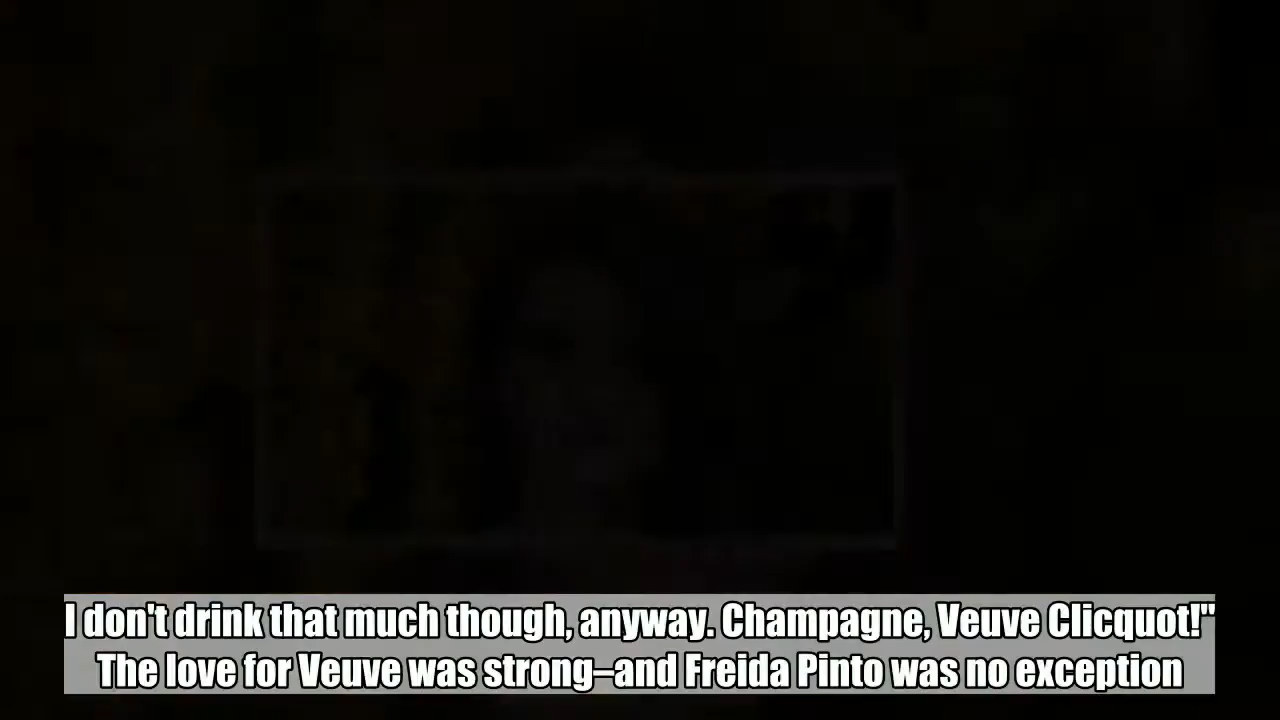 I don't drink that much though, anyway. Champagne, Veuve Clicquot!"
The love for Veuve was strong–and Freida Pinto was no exception